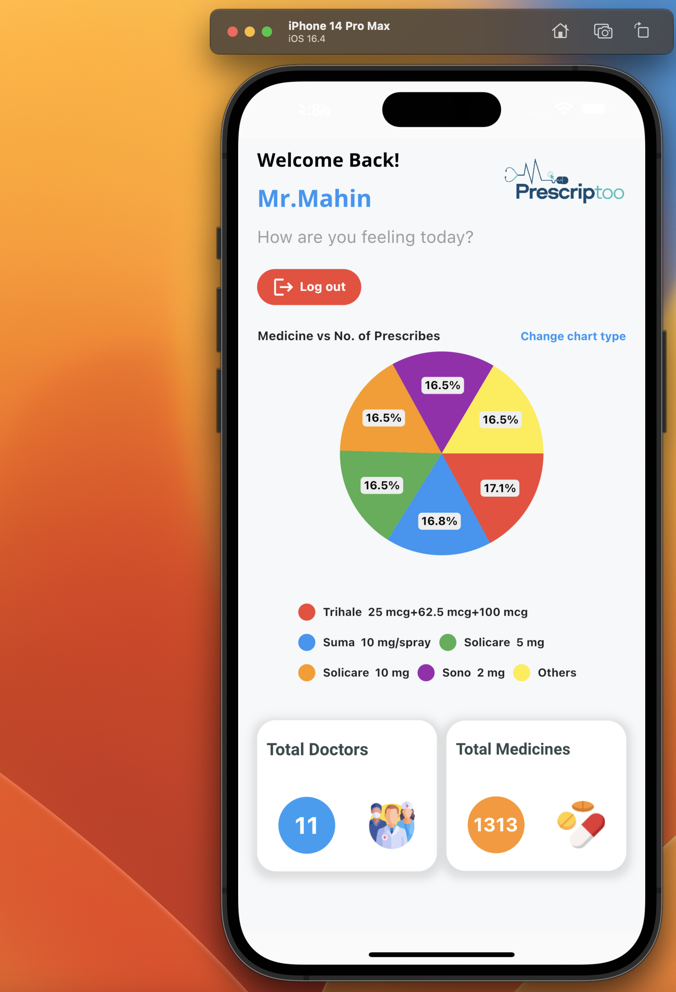 iPhone 14 Pro Max
iOS 16.4
Welcome Back!
Mr.Mahin
Prescriptoo
How are you feeling today?
Log out
Medicine vs No. of Prescribes
Change chart type
16.5%
16.5%
16.5%
16.5%
17.1%
16.8%
Trihale 25 mcg+62.5 mcg+100 mcg
Suma 10 mg/spray
Solicare 5 mg
Solicare 10 mg
Sono 2 mg
Others
Total Doctors
Total Medicines
11
1313